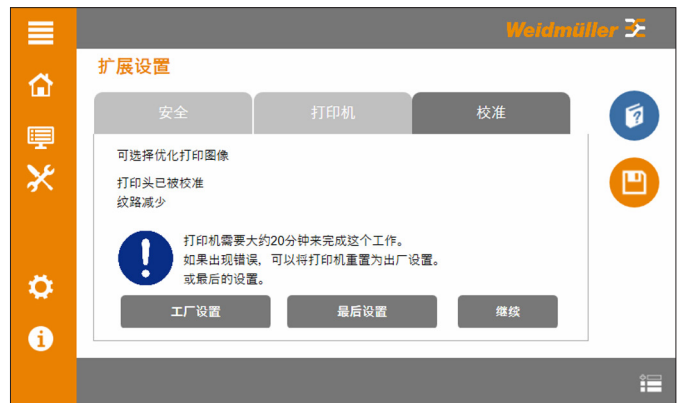 Weidmüller
扩展设置
安全
打印机
校准
可选择优化打印图像
打印头已被校准
纹路减少
打印机需要大约20分钟来完成这个工作。
如果出现错误，可以将打印机重置为出厂设置。
或最后的设置。
工厂设置
最后设置
继续